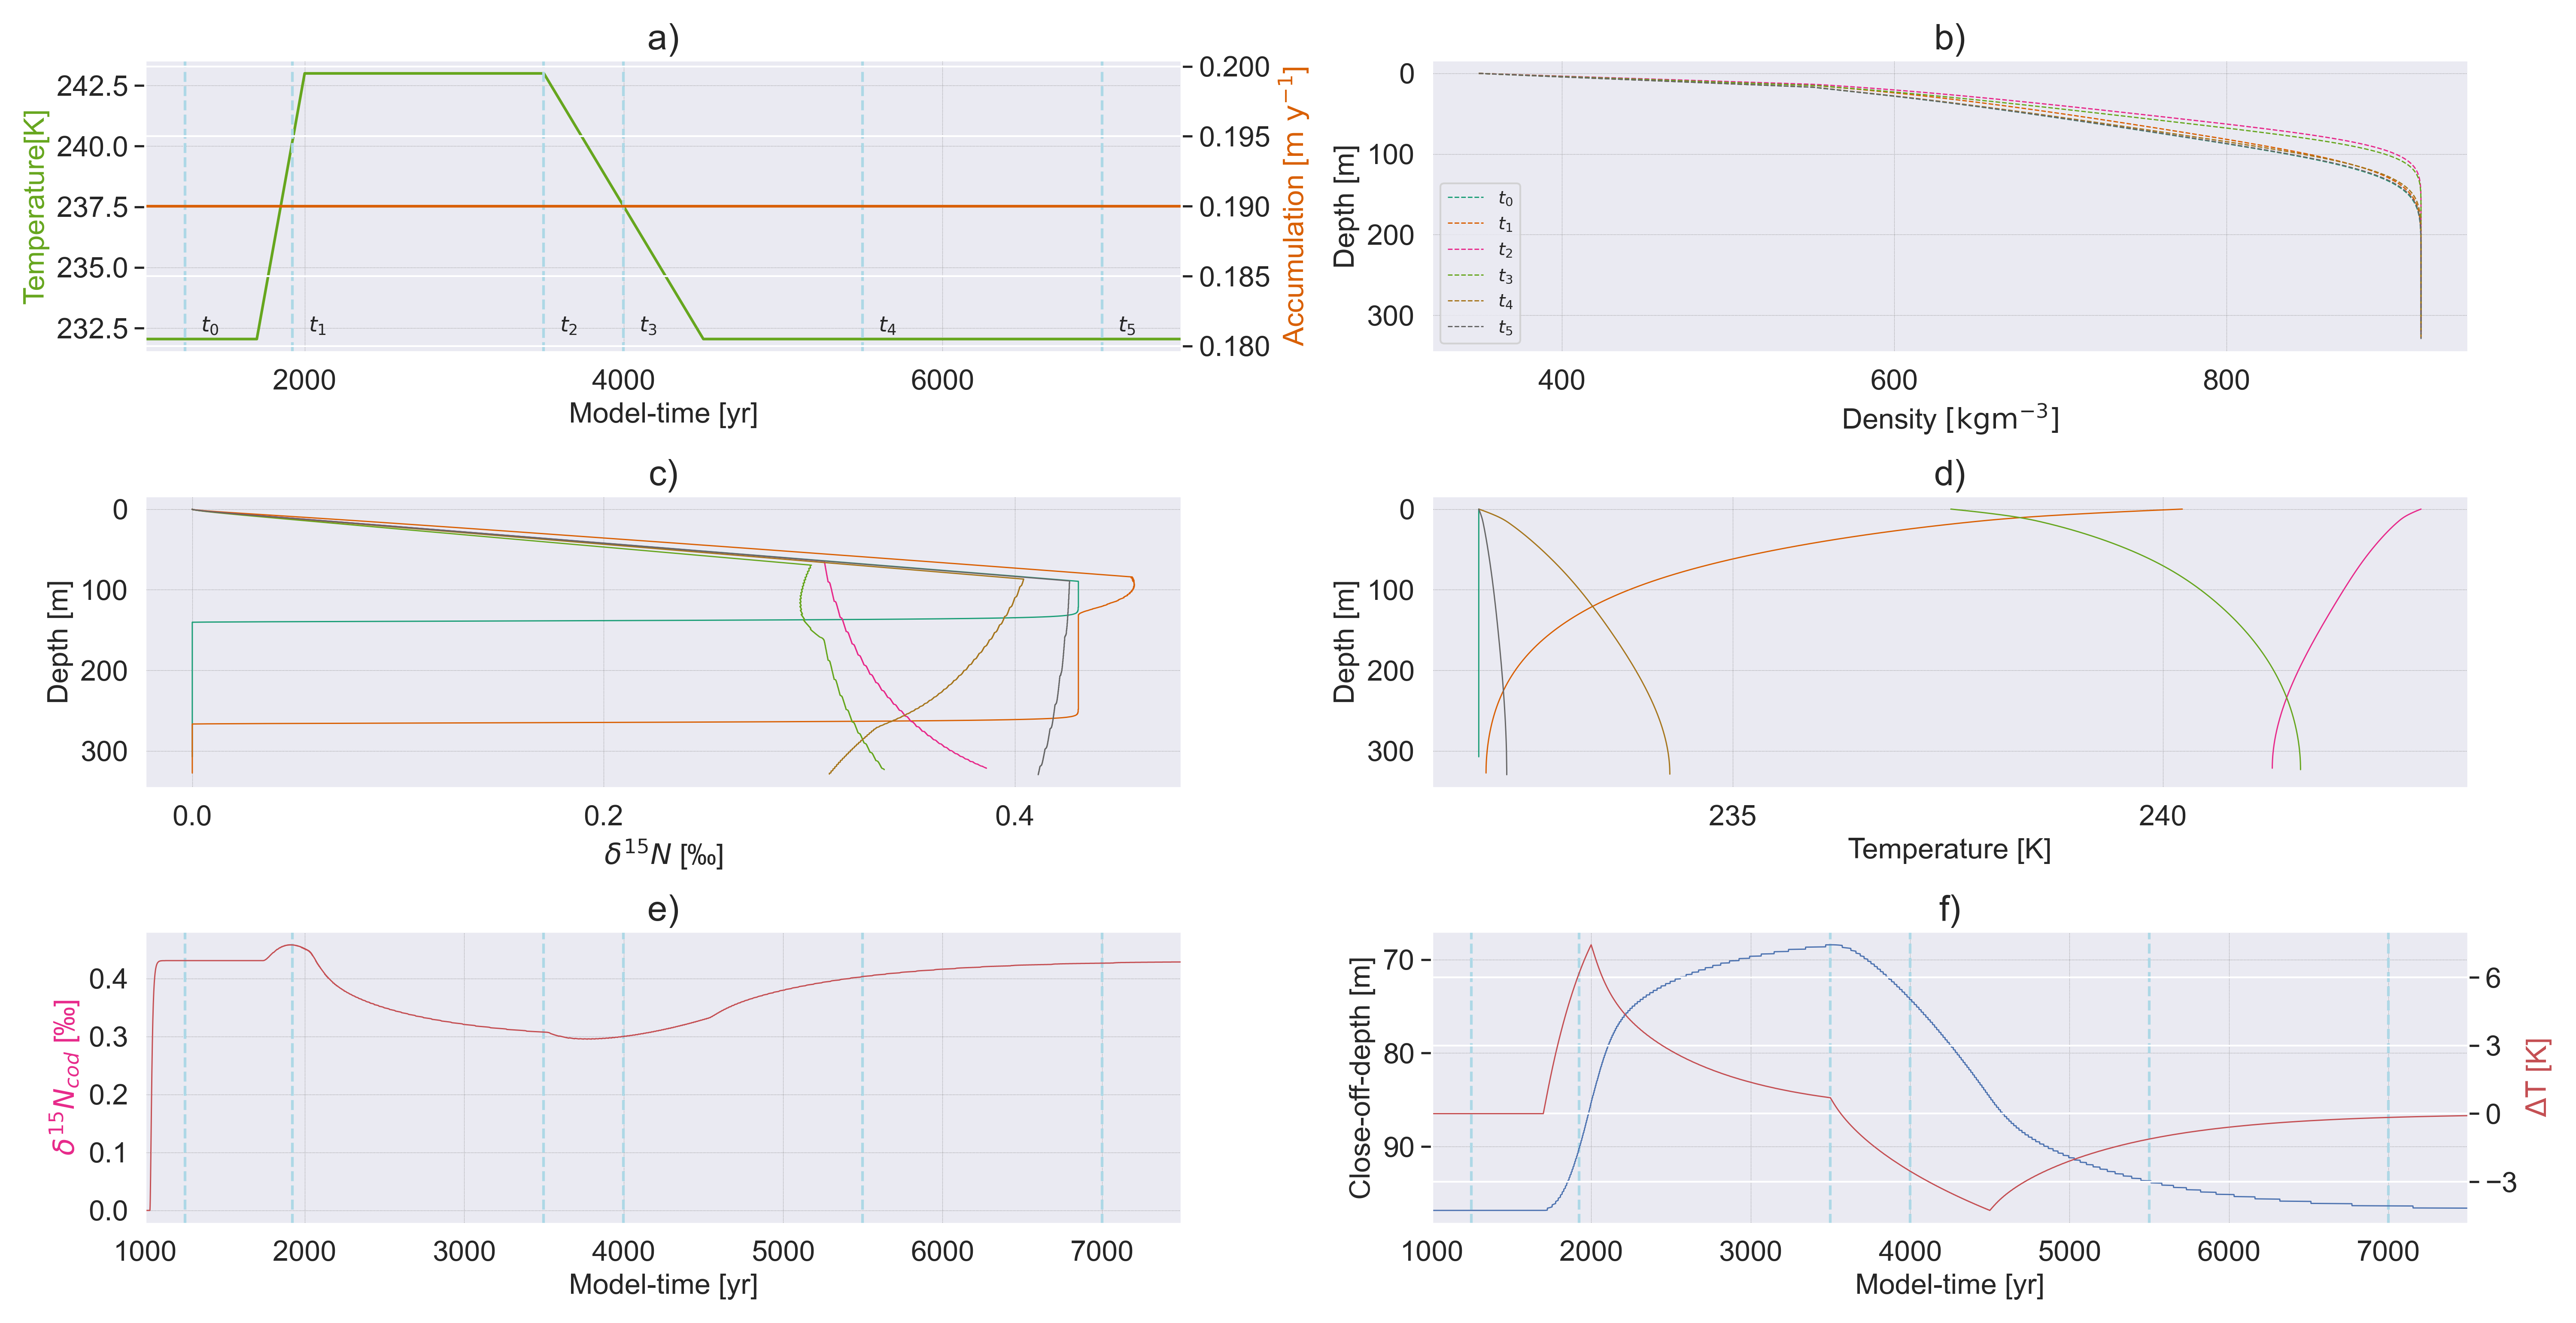 a)
Temperature[K]
242.5
240.0
237.5
235.0
232.5
t0
t1
t2
t3
t4
t5
0.200
0.195
0.190
0.185
0.180
Accumulation [m y⁻¹]
2000
4000
6000
Model-time [yr]
b)
Depth [m]
0
100
200
300
t0
t1
t2
t3
t4
t5
400
600
800
Density [kgm⁻³]
c)
Depth [m]
0
100
200
300
0.0
0.2
0.4
δ¹⁵N [‰]
d)
Depth [m]
0
100
200
300
235
240
Temperature [K]
e)
δ¹⁵Ncod [‰]
0.4
0.3
0.2
0.1
0.0
1000
2000
3000
4000
5000
6000
7000
Model-time [yr]
f)
Close-off-depth [m]
70
80
90
6
3
0
−3
ΔT [K]
1000
2000
3000
4000
5000
6000
7000
Model-time [yr]